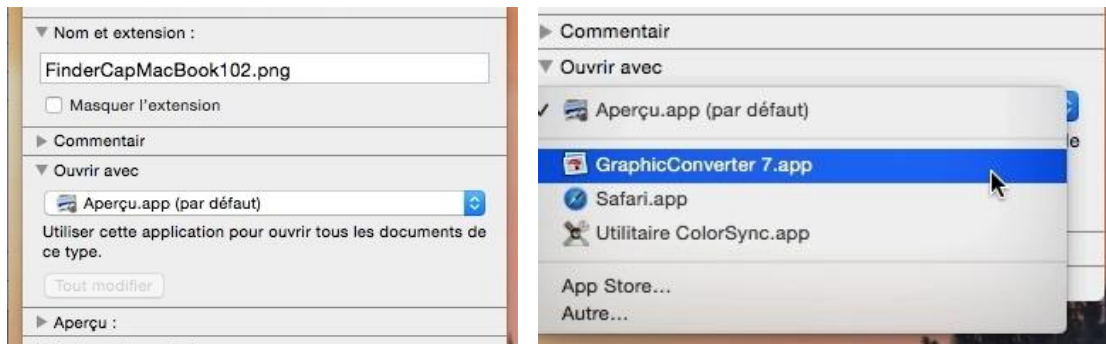 Nom et extension :
FinderCapMacBook102.png
Masquer l'extension
Commentair
Ouvrir avec
Aperçu.app (par défaut)
Utiliser cette application pour ouvrir tous les documents de
ce type.
Tout modifier
Aperçu :
Commentair
Ouvrir avec
Aperçu.app (par défaut)
e
GraphicConverter 7.app
Safari.app
Utilitaire ColorSync.app
App Store...
Autre...